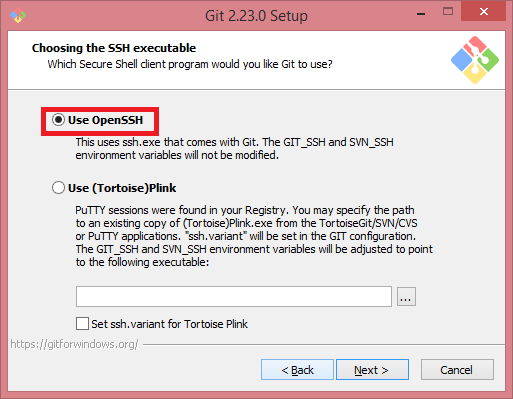 Git 2.23.0 Setup
Choosing the SSH executable
Which Secure Shell client program would you like Git to use?
Use OpenSSH
This uses ssh.exe that comes with Git. The GIT_SSH and SVN_SSH
environment variables will not be modified.
Use (Tortoise)Plink
PuTTY sessions were found in your Registry. You may specify the path
to an existing copy of (Tortoise)Plink.exe from the TortoiseGit/SVN/CVS
or PuTTY applications. "ssh.variant" will be set in the GIT configuration.
The GIT_SSH and SVN_SSH environment variables will be adjusted to point
to the following executable:
...
Set ssh.variant for Tortoise Plink
https://gitforwindows.org/
< Back Next > Cancel